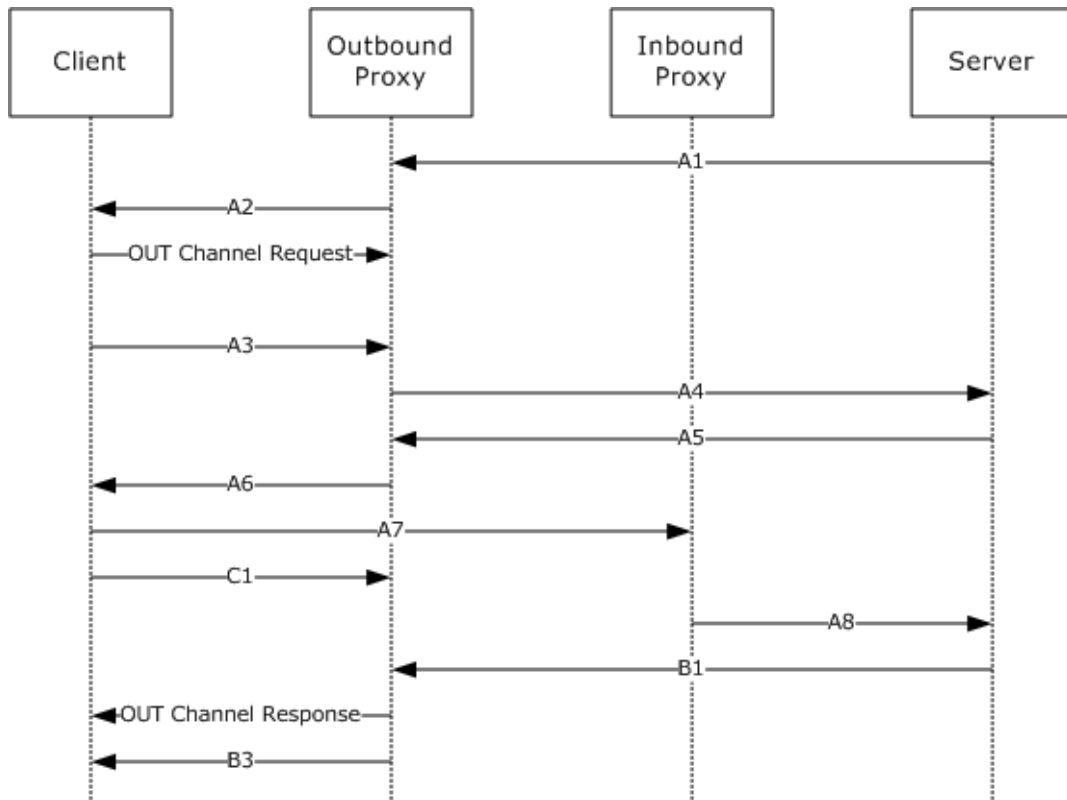 Client
Outbound
Proxy
Inbound
Proxy
Server
A1
A2
OUT Channel Request
A3
A4
A5
A6
A7
C1
A8
B1
OUT Channel Response
B3